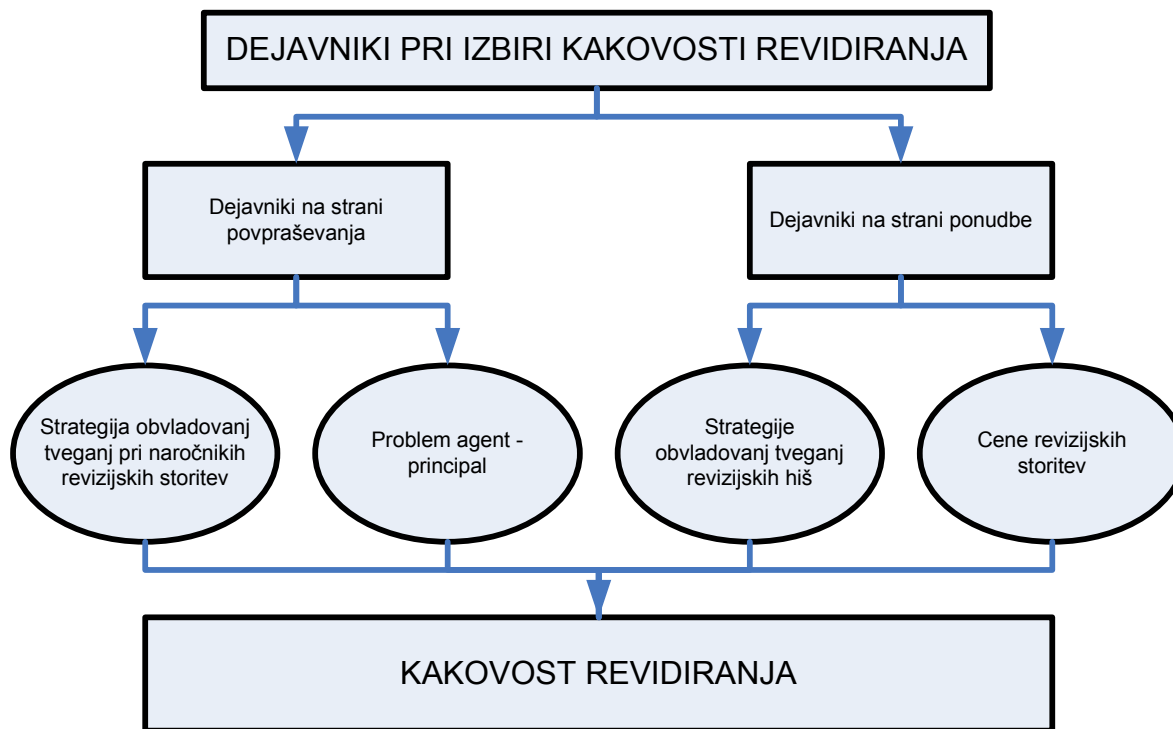 DEJAVNIKI PRI IZBIRI KAKOVOSTI REVIDIRANJA
Dejavniki na strani
povpraševanja
Dejavniki na strani ponudbe
Strategija obvladovanj
tveganj pri naročnikih
revizijskih storitev
Problem agent -
principal
Strategije
obvladovanj tveganj
revizijskih hiš
Cene revizijskih
storitev
KAKOVOST REVIDIRANJA